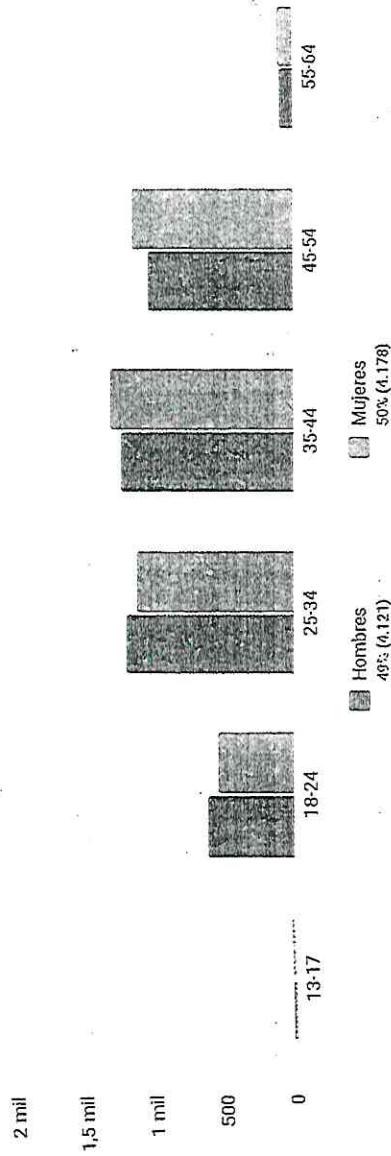 2 mil
1,5 mil
1 mil
500
0
13-17
18-24
25-34
35-44
45-54
55-64
Hombres
49% (4.121)
Mujeres
50% (4.178)